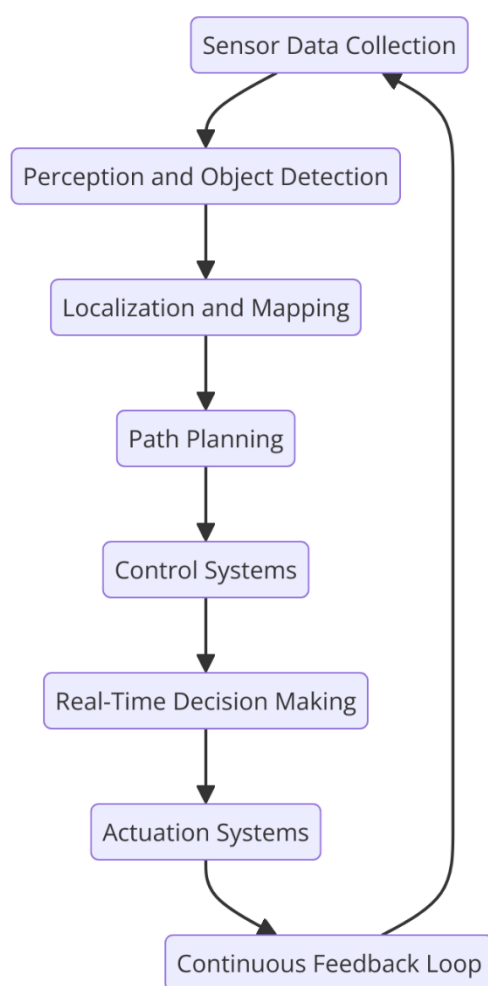 Sensor Data Collection
Perception and Object Detection
Localization and Mapping
Path Planning
Control Systems
Real-Time Decision Making
Actuation Systems
Continuous Feedback Loop